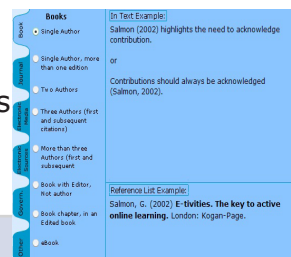 Book
Journal
Electronic Media
Electronic Sources
Govern.
Other
s
Books
Single Author
Single Author, more
than one edition
Two Authors
Three Authors (first
and subsequent
citations)
More than three
Authors (first and
subsequent
Book with Editor,
Not author
Book chapter, in an
Edited book
eBook
In Text Example:
Salmon (2002) highlights the need to acknowledge
contribution.
or
Contributions should always be acknowledged
(Salmon, 2002).
Reference List Example:
Salmon, G. (2002) E-tivities. The key to active
online learning. London: Kogan-Page.